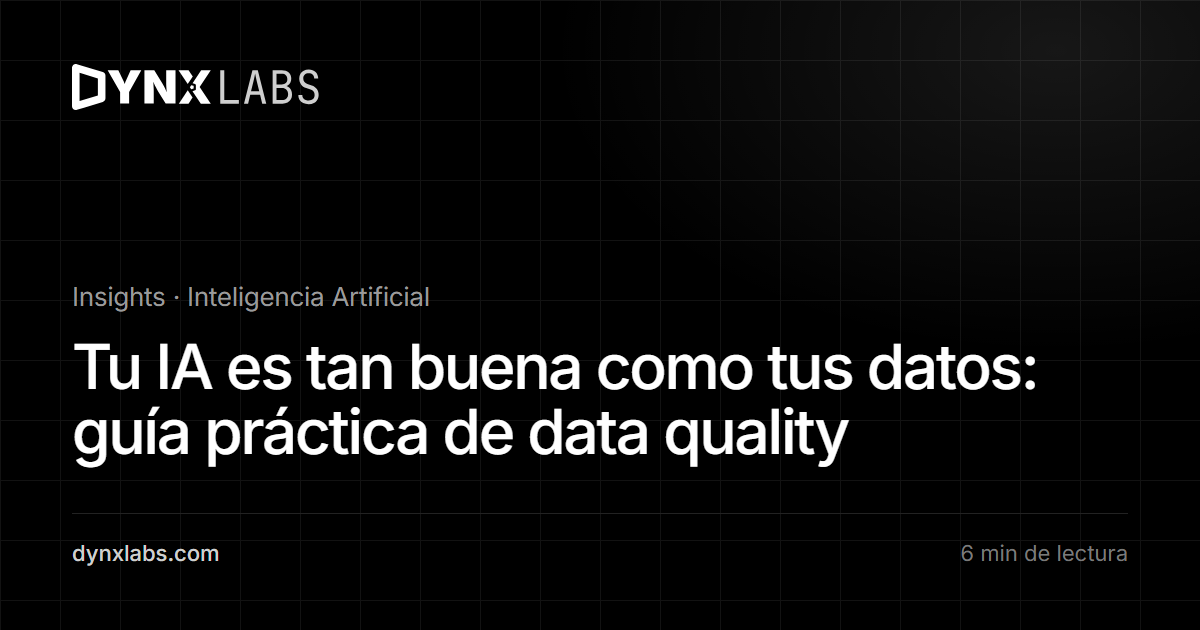 DYNX LABS
Insights · Inteligencia Artificial
Tu IA es tan buena como tus datos:
guía práctica de data quality
dynxlabs.com
6 min de lectura